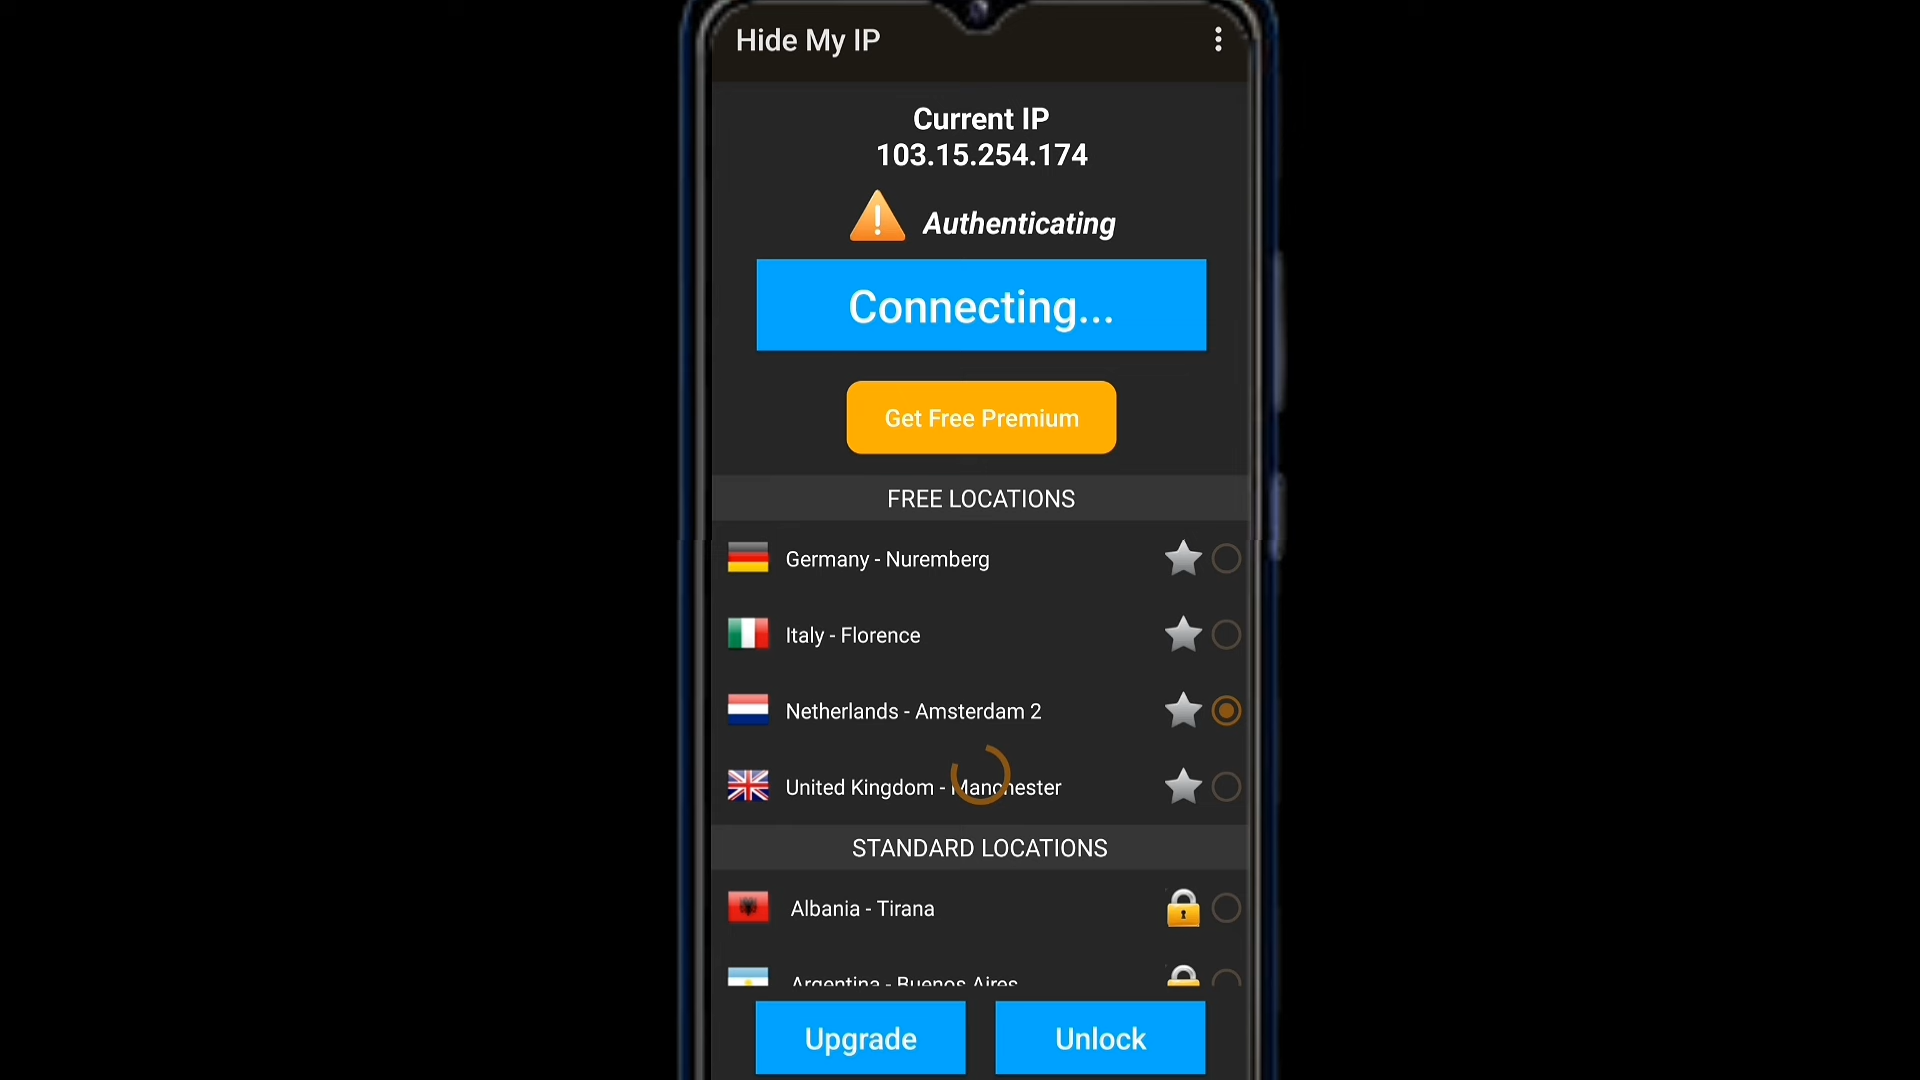 Hide My IP
Current IP
103.15.254.174
Authenticating
Connecting...
Get Free Premium
FREE LOCATIONS
Germany - Nuremberg
Italy - Florence
Netherlands - Amsterdam 2
United Kingdom - Manchester
STANDARD LOCATIONS
Albania - Tirana
Argentina - Buenos Aires
Upgrade
Unlock